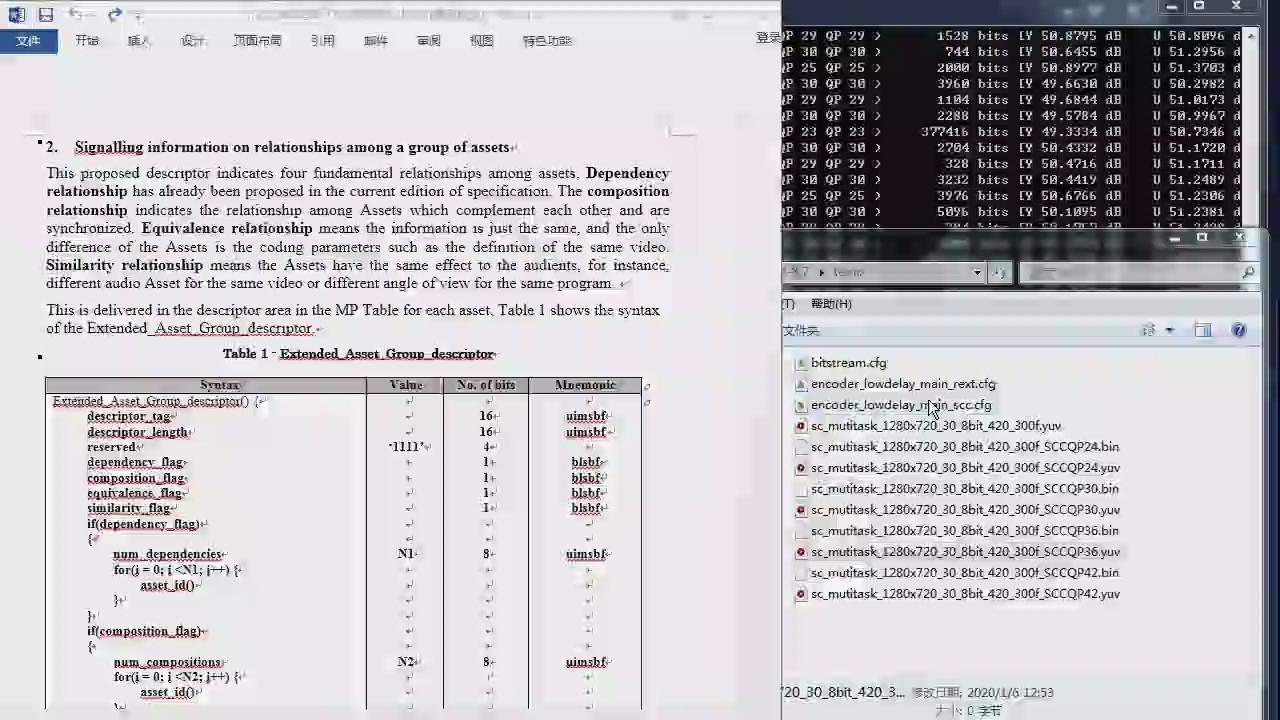 文件 开始 插入 设计 页面布局 引用 邮件 审阅 视图 特色功能 登录
2. Signalling information on relationships among a group of assets
This proposed descriptor indicates four fundamental relationships among assets. Dependency
relationship has already been proposed in the current edition of specification. The composition
relationship indicates the relationship among Assets which complement each other and are
synchronized. Equivalence relationship means the information is just the same, and the only
difference of the Assets is the coding parameters such as the definition of the same video.
Similarity relationship means the Assets have the same effect to the audients, for instance,
different audio Asset for the same video or different angle of view for the same program
This is delivered in the descriptor area in the MP Table for each asset, Table 1 shows the syntax
of the Extended_Asset_Group_descriptor.
Table 1 - Extended_Asset_Group_descriptor
Syntax Value No. of bits Mnemonic
Extended_Asset_Group_descriptor() {
descriptor_tag 16 uimsbf
descriptor_length 16 uimsbf
reserved '1111' 4
dependency_flag 1 blsbf
composition_flag 1 blsbf
equivalence_flag 1 blsbf
similarity_flag 1 blsbf
if(dependency_flag)
{
num_dependencies N1 8 uimsbf
for(i = 0; i <N1; i++) {
asset_id()
}
}
if(composition_flag)
{
num_compositions N2 8 uimsbf
for(i = 0; i <N2; i++) {
asset_id()
QP 29 QP 29 > 1528 bits [Y 50.8795 dB U 50.8096 d
QP 30 QP 30 > 744 bits [Y 50.6455 dB U 51.2956 d
QP 25 QP 25 > 2000 bits [Y 50.8977 dB U 51.3703 d
QP 30 QP 30 > 3960 bits [Y 49.6630 dB U 50.2982 d
QP 29 QP 29 > 1104 bits [Y 49.6844 dB U 51.0173 d
QP 30 QP 30 > 2288 bits [Y 49.5784 dB U 50.9967 d
QP 23 QP 23 > 377416 bits [Y 49.3334 dB U 50.7346 d
QP 30 QP 30 > 2704 bits [Y 50.4332 dB U 51.1720 d
QP 29 QP 29 > 328 bits [Y 50.4716 dB U 51.1711 d
QP 30 QP 30 > 3232 bits [Y 50.4419 dB U 51.2489 d
QP 25 QP 25 > 3976 bits [Y 50.6766 dB U 51.2306 d
QP 30 QP 30 > 5096 bits [Y 50.1095 dB U 51.2381 d
(T) 帮助(H)
文件夹
bitstream.cfg
encoder_lowdelay_main_rext.cfg
encoder_lowdelay_main_scc.cfg
sc_mutitask_1280x720_30_8bit_420_300f.yuv
sc_mutitask_1280x720_30_8bit_420_300f_SCCQP24.bin
sc_mutitask_1280x720_30_8bit_420_300f_SCCQP24.yuv
sc_mutitask_1280x720_30_8bit_420_300f_SCCQP30.bin
sc_mutitask_1280x720_30_8bit_420_300f_SCCQP30.yuv
sc_mutitask_1280x720_30_8bit_420_300f_SCCQP36.bin
sc_mutitask_1280x720_30_8bit_420_300f_SCCQP36.yuv
sc_mutitask_1280x720_30_8bit_420_300f_SCCQP42.bin
sc_mutitask_1280x720_30_8bit_420_300f_SCCQP42.yuv
720_30_8bit_420_3... 修改日期: 2020/1/6 12:53
大小: 0 字节